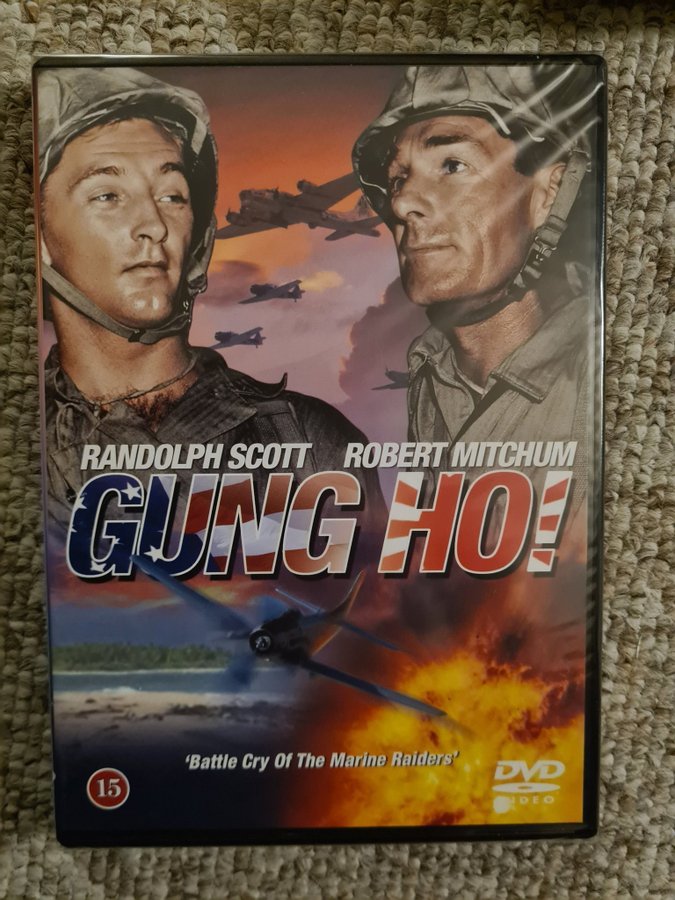 RANDOLPH SCOTT ROBERT MITCHUM
GUNG HO!
'Battle Cry Of The Marine Raiders'
15
DVD
VIDEO